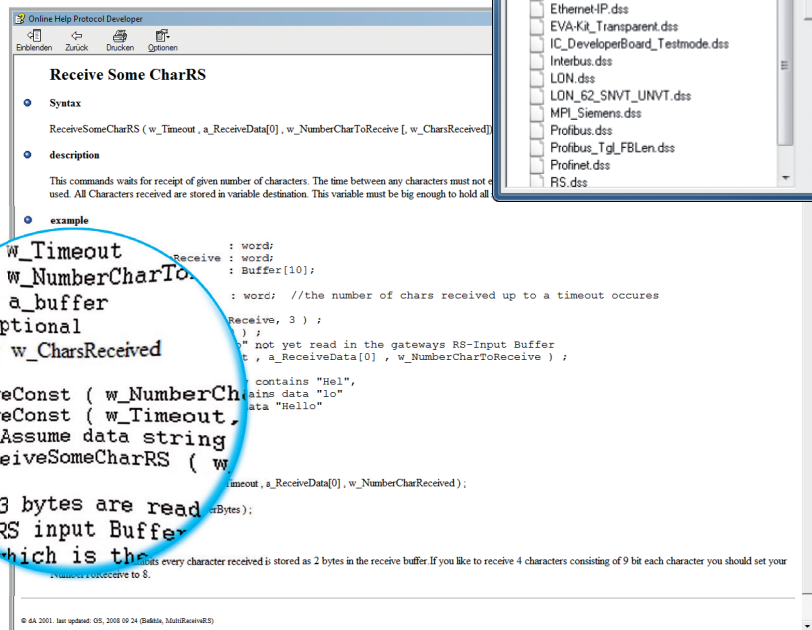 Online Help Protocol Developer
Einblenden Zurück Drucken Optionen
Receive Some CharRS
Syntax
ReceiveSomeCharRS ( w_Timeout , a_ReceiveData[0] , w_NumberCharToReceive [, w_CharsReceived])
description
This commands waits for receipt of given number of characters. The time between any characters must not e
used. All Characters received are stored in variable destination. This variable must be big enough to hold all
example
: word;
Receive : word;
: Buffer[10];
: word; //the number of chars received up to a timeout occures
Receive, 3 ) ;
) ;
" not yet read in the gateways RS-Input Buffer
t , a_ReceiveData[0] , w_NumberCharToReceive ) ;
contains "Hel",
ains data "lo"
ata "Hello"
imeout , a_ReceiveData[0] , w_NumberCharReceived ) ;
erBytes ) ;
abits every character received is stored as 2 bytes in the receive buffer.If you like to receive 4 characters consisting of 9 bit each character you should set your
NumberToReceive to 8.
© dA 2001. last updated: GS, 2008 09 24 (Befehle, MultiReceiveRS)
w_Timeout
w_NumberCharTo
a_buffer
ptional
w_CharsReceived
eConst ( w_NumberCh
eConst ( w_Timeout,
Assume data string
eiveSomeCharRS ( w
3 bytes are read
RS input Buffer
which is the
Ethernet-IP.dss
EVA-Kit_Transparent.dss
IC_DeveloperBoard_Testmode.dss
Interbus.dss
LON.dss
LON_62_SNVT_UNVT.dss
MPI_Siemens.dss
Profibus.dss
Profibus_Tgl_FBLen.dss
Profinet.dss
RS.dss